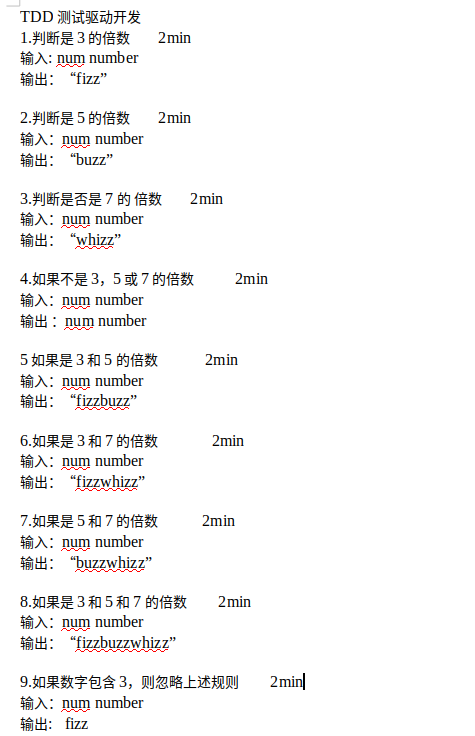 TDD 测试驱动开发
1.判断是 3 的倍数 2min
输入: num number
输出： “fizz”
2.判断是 5 的倍数 2min
输入：num number
输出： “buzz”
3.判断是否是 7 的 倍数 2min
输入：num number
输出： “whizz”
4.如果不是 3，5 或 7 的倍数 2min
输入：num number
输出 ：num number
5 如果是 3 和 5 的倍数 2min
输入：num number
输出： “fizzbuzz”
6.如果是 3 和 7 的倍数 2min
输入：num number
输出： “fizzwhizz”
7.如果是 5 和 7 的倍数 2min
输入：num number
输出： “buzzwhizz”
8.如果是 3 和 5 和 7 的倍数 2min
输入：num number
输出： “fizzbuzzwhizz”
9.如果数字包含 3，则忽略上述规则 2min
输入：num number
输出: fizz